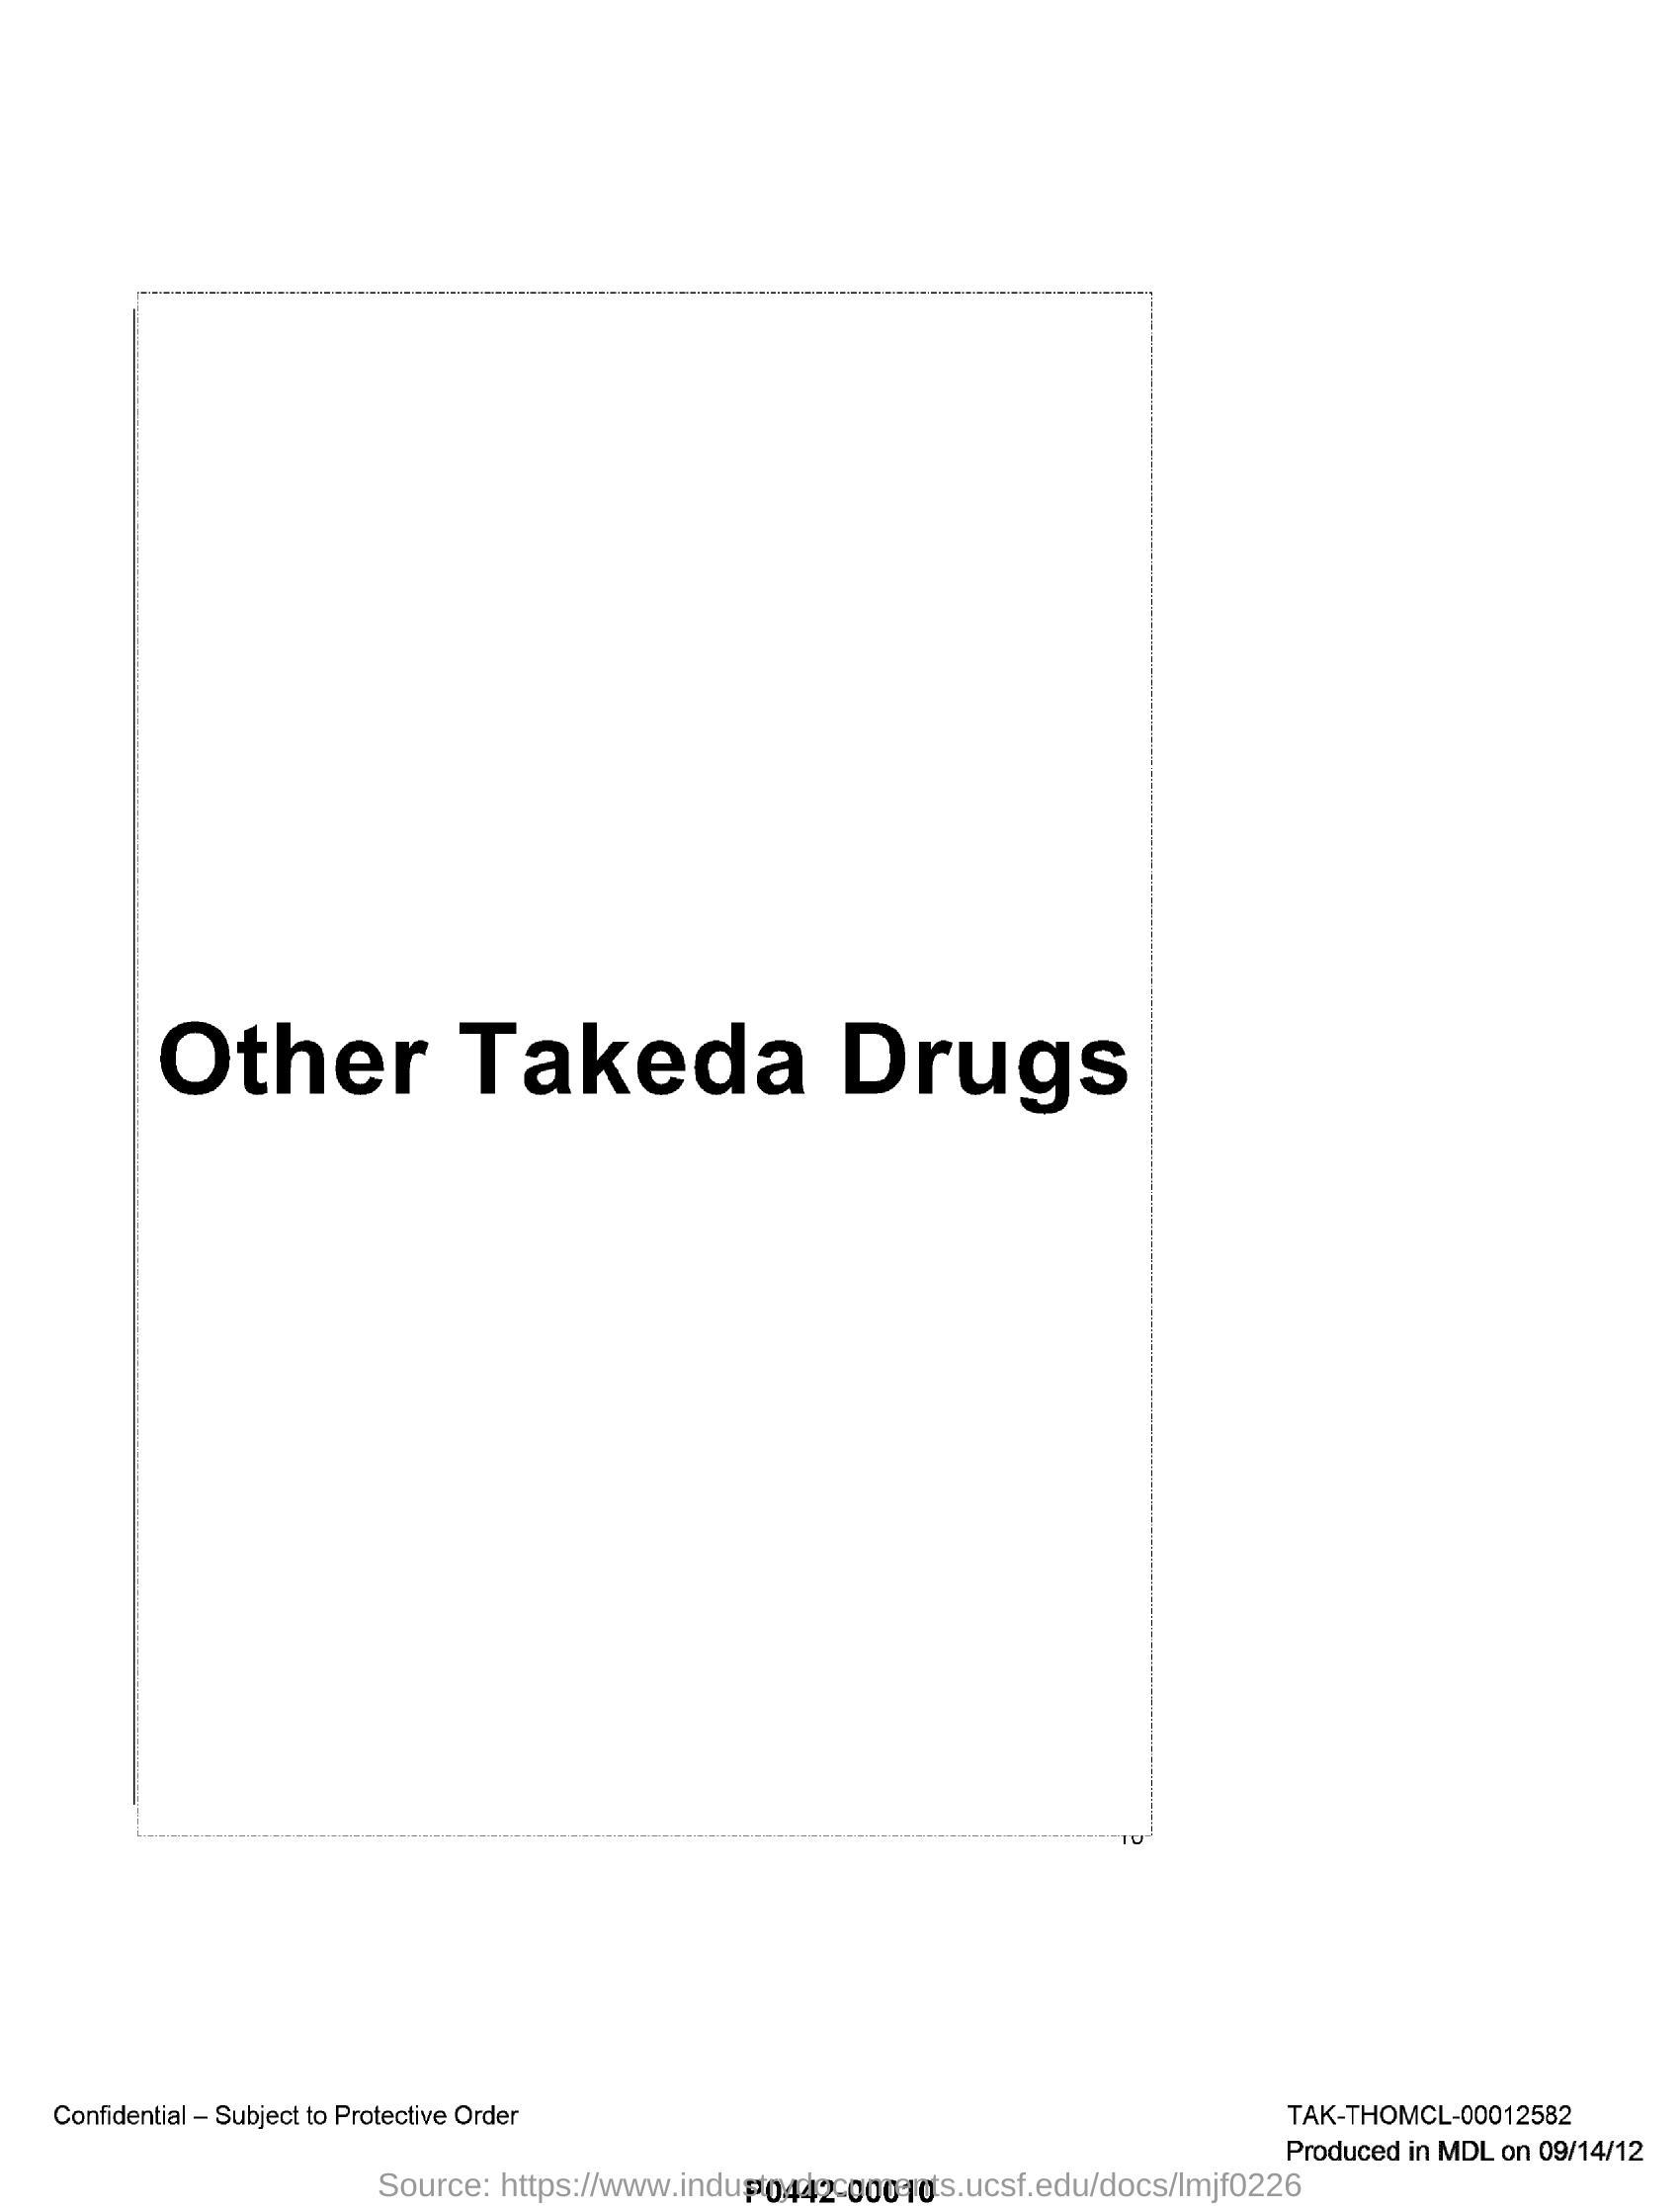 Other Takeda Drugs
10
Confidential – Subject to Protective Order
TAK-THOMCL-00012582
Produced in MDL on 09/14/12
Source: https://www.industrydocuments.ucsf.edu/docs/lmjf0226
P0442-00010